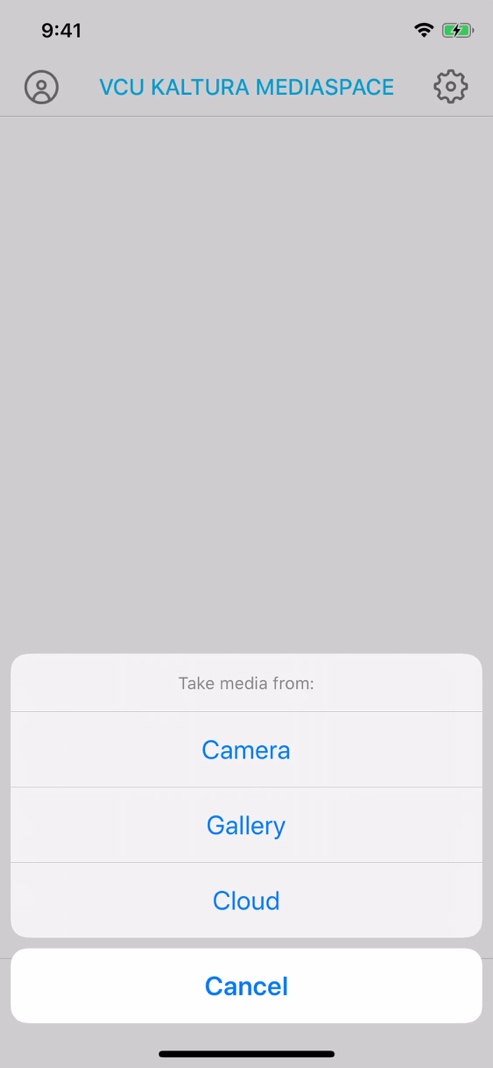 9:41
VCU KALTURA MEDIASPACE
Take media from:
Camera
Gallery
Cloud
Cancel